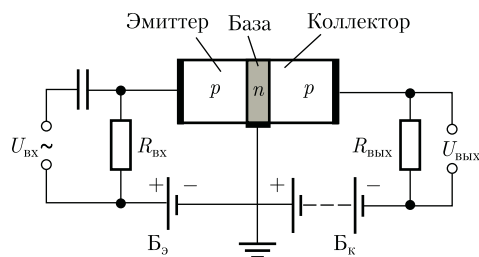 Эмиттер База Коллектор
p n p
U вх ~ R вх R вых U вых
+ − + −
Б э Б к